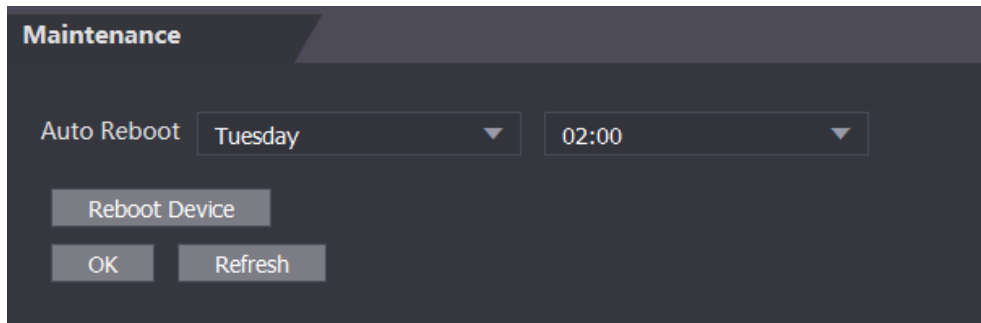 Maintenance
Auto Reboot Tuesday 02:00
Reboot Device
OK Refresh